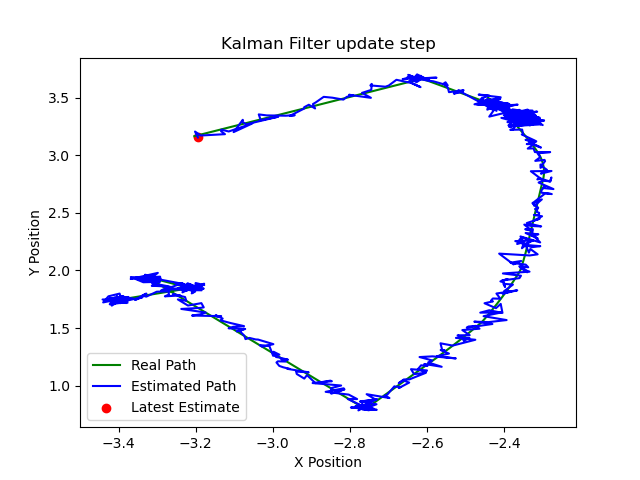 Kalman Filter update step
3.5
3.0
2.5
2.0
1.5
1.0
Y Position
Real Path
Estimated Path
Latest Estimate
−3.4 −3.2 −3.0 −2.8 −2.6 −2.4
X Position